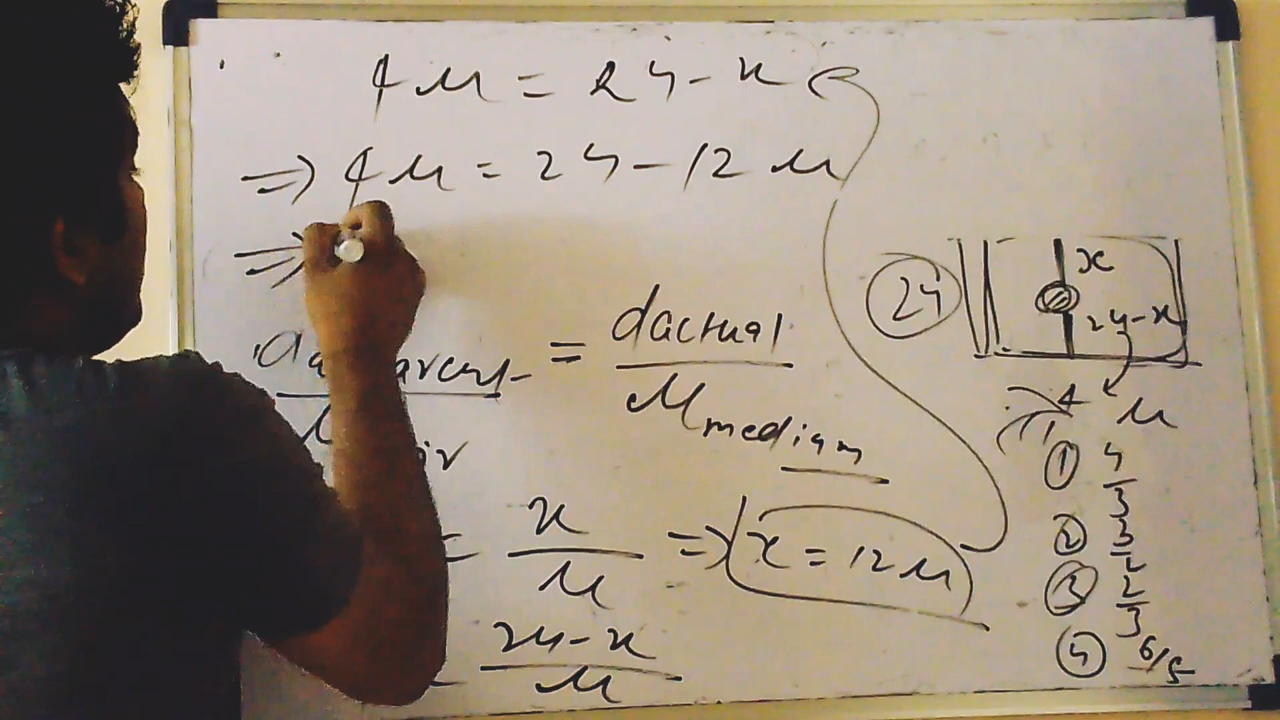 4μ = 24 - x
⇒ 4μ = 24 - 12μ
⇒
= dactual
μmedium
= x/μ ⇒ x = 12μ
24-x
μ
24
x
24-x
μ
① 4/3
② 3/2
③ 2/3
④ 6/5